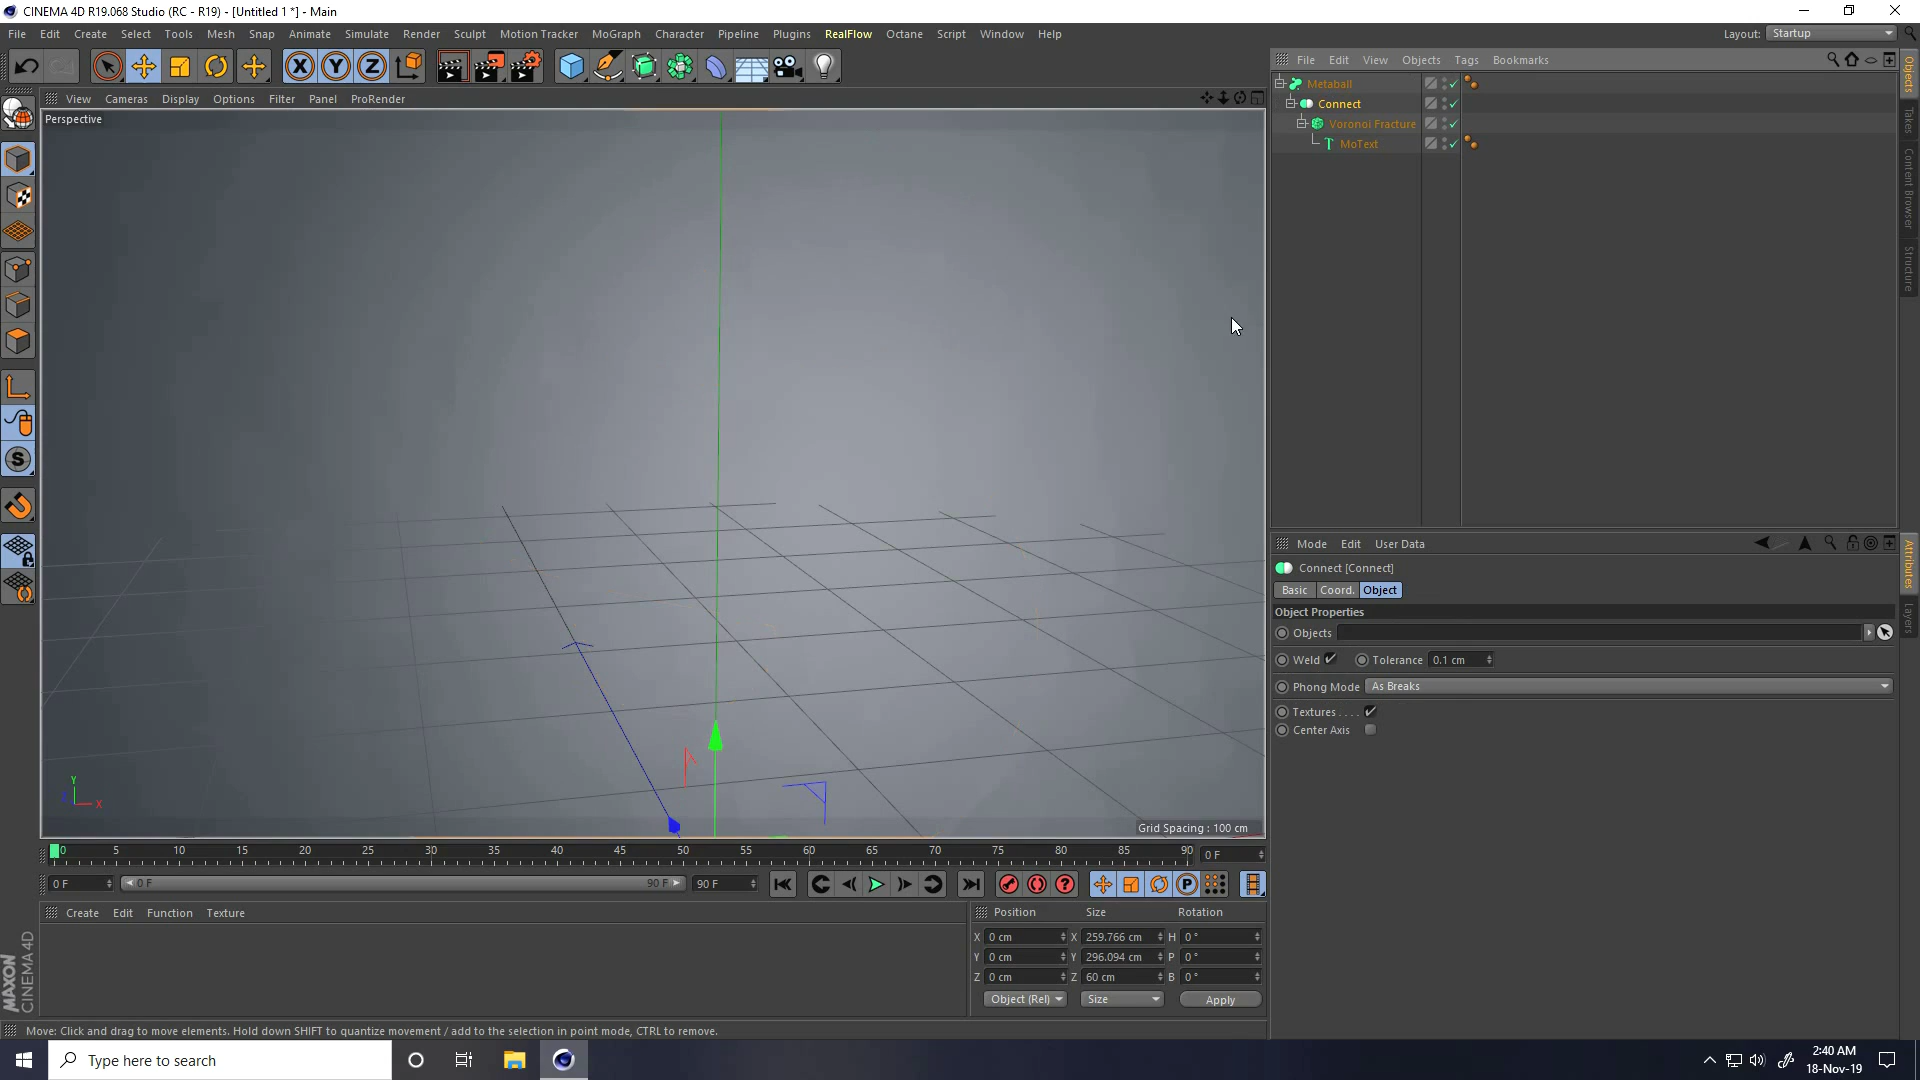 CINEMA 4D R19.068 Studio (RC - R19) - [Untitled 1 *] - Main
File Edit Create Select Tools Mesh Snap Animate Simulate Render Sculpt Motion Tracker MoGraph Character Pipeline Plugins RealFlow Octane Script Window Help Layout: Startup
File Edit View Objects Tags Bookmarks
View Cameras Display Options Filter Panel ProRender
Perspective
Metaball
Connect
Voronoi Fracture
MoText
Objects
Takes
Content Browser
Structure
Mode Edit User Data
Connect [Connect]
Basic Coord. Object
Object Properties
Objects
Weld Tolerance 0.1 cm
Phong Mode As Breaks
Textures . . . .
Center Axis
Attributes
Layers
Y
X
Z
Grid Spacing : 100 cm
0 5 10 15 20 25 30 35 40 45 50 55 60 65 70 75 80 85 90 0 F
0 F 0 F 90 F 90 F
Create Edit Function Texture
Position Size Rotation
X 0 cm X 259.766 cm H 0 °
Y 0 cm Y 296.094 cm P 0 °
Z 0 cm Z 60 cm B 0 °
Object (Rel) Size Apply
MAXON CINEMA 4D
Move: Click and drag to move elements. Hold down SHIFT to quantize movement / add to the selection in point mode, CTRL to remove.
Type here to search
2:40 AM
18-Nov-19